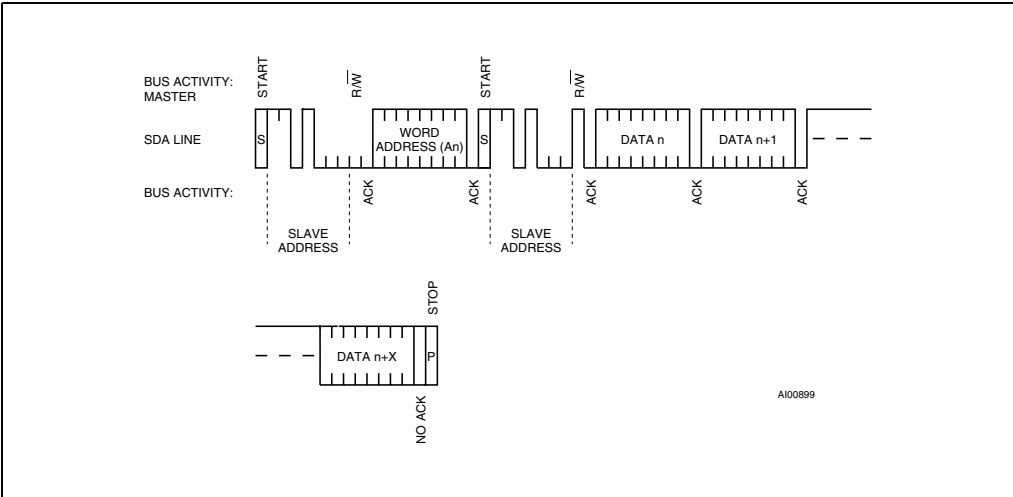 START
R/W
START
R/W
BUS ACTIVITY:
MASTER
SDA LINE
S
WORD
ADDRESS (An)
S
DATA n
DATA n+1
BUS ACTIVITY:
ACK
ACK
ACK
ACK
ACK
SLAVE
ADDRESS
SLAVE
ADDRESS
STOP
DATA n+X
P
NO ACK
AI00899